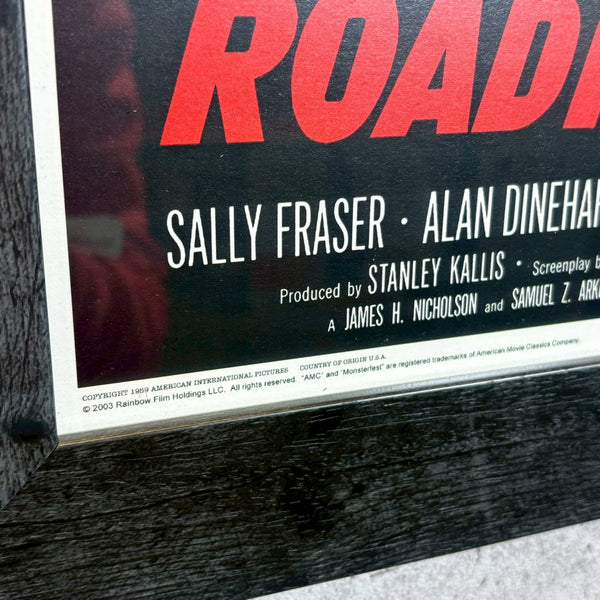 ROAD
SALLY FRASER · ALAN DINEHA
Produced by STANLEY KALLIS · Screenplay b
A JAMES H. NICHOLSON and SAMUEL Z. ARK
COPYRIGHT 1959 AMERICAN INTERNATIONAL PICTURES COUNTRY OF ORIGIN U.S.A.
© 2003 Rainbow Film Holdings LLC. All rights reserved. "AMC" and "Monsterfest" are registered trademarks of American Movie Classics Company.